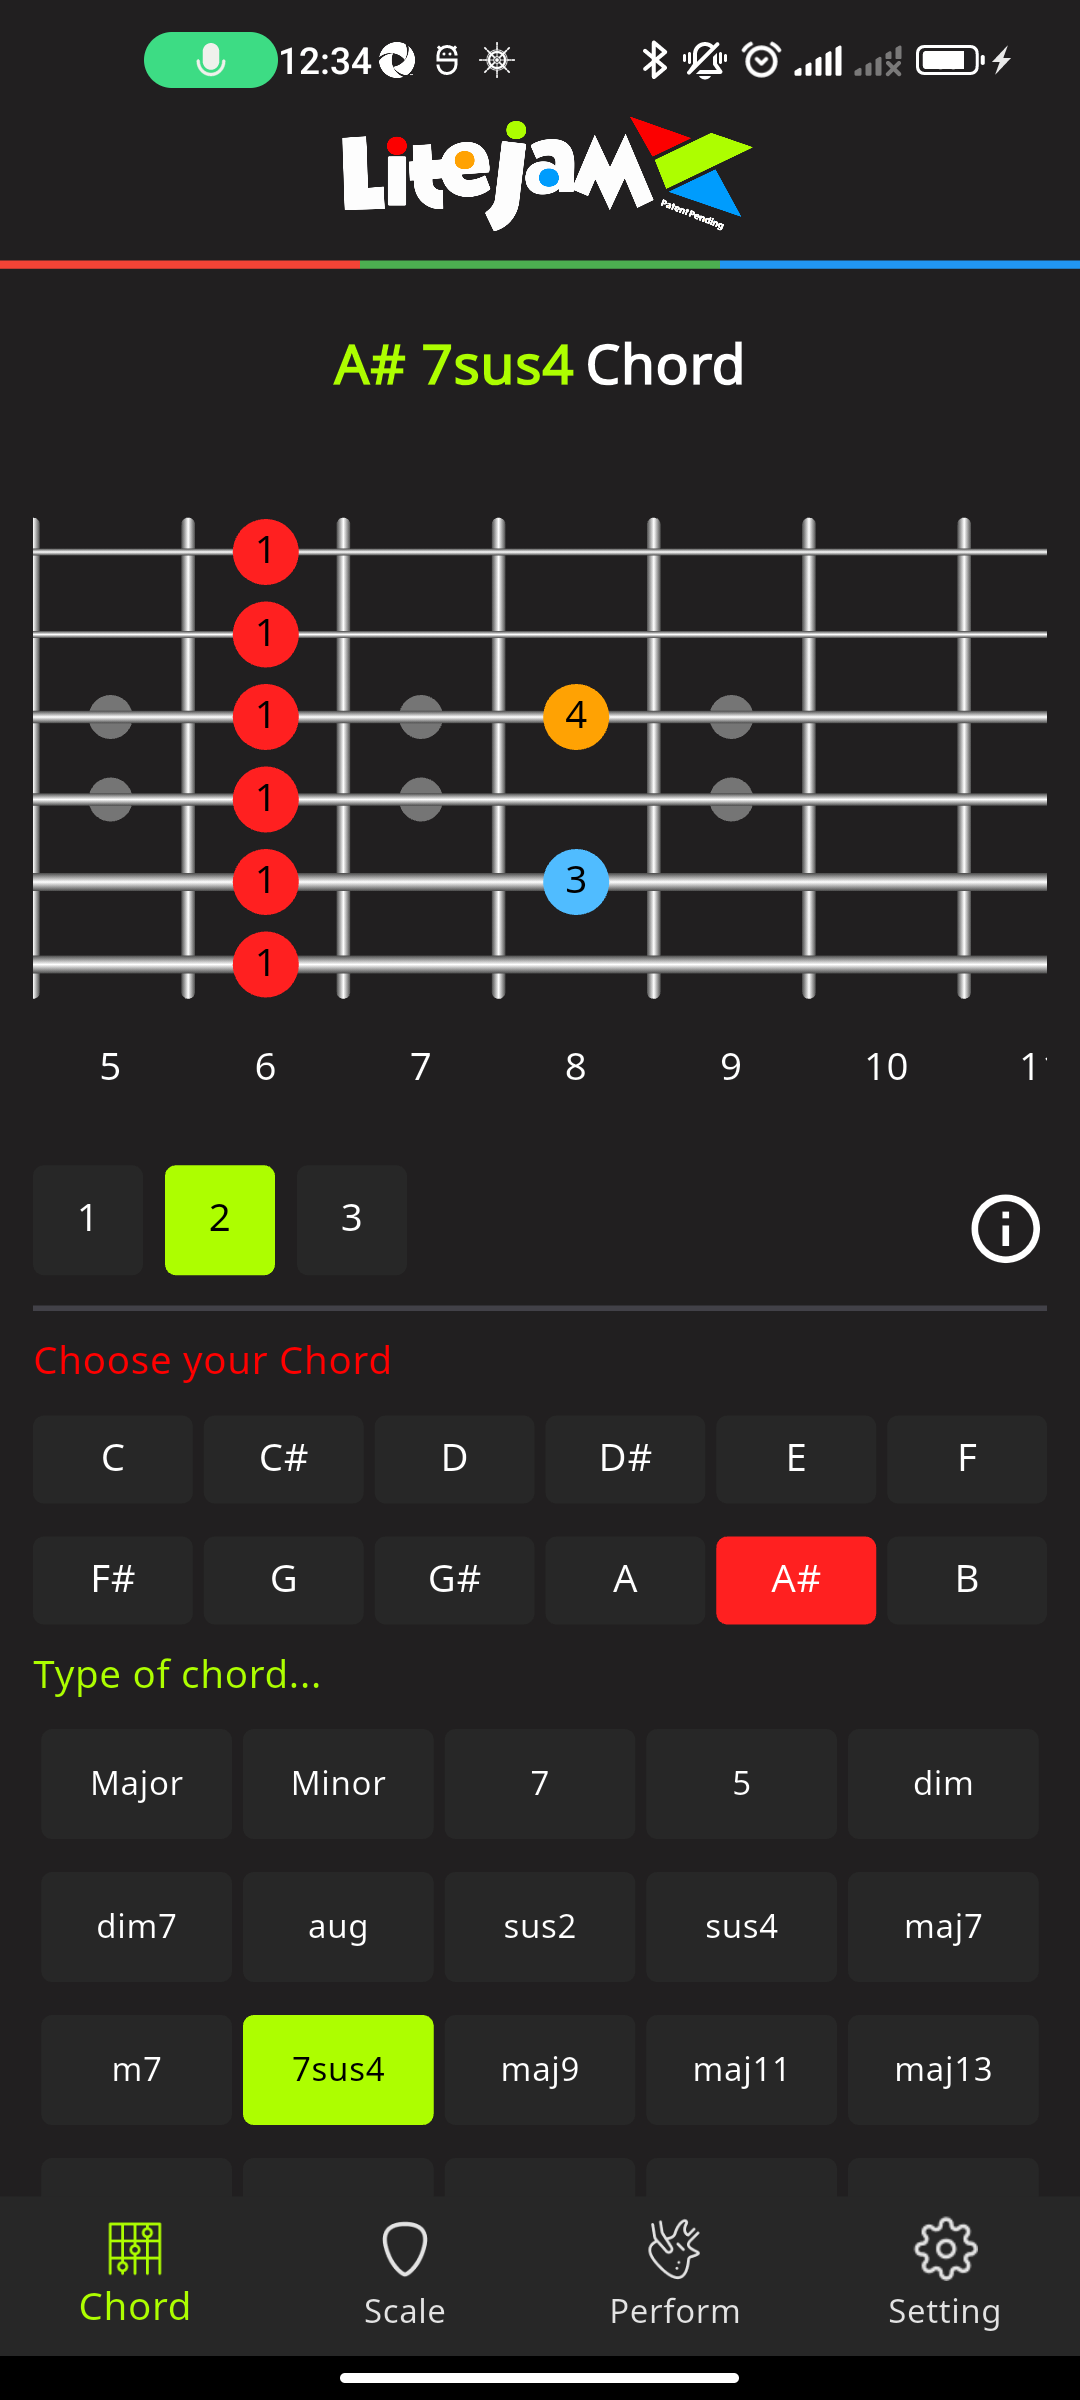 12:34
Litejam
Patent Pending
A# 7sus4 Chord
1
1
1 4
1
1 3
1
5 6 7 8 9 10 11
1 2 3
Choose your Chord
C C# D D# E F
F# G G# A A# B
Type of chord...
Major Minor 7 5 dim
dim7 aug sus2 sus4 maj7
m7 7sus4 maj9 maj11 maj13
Chord Scale Perform Setting